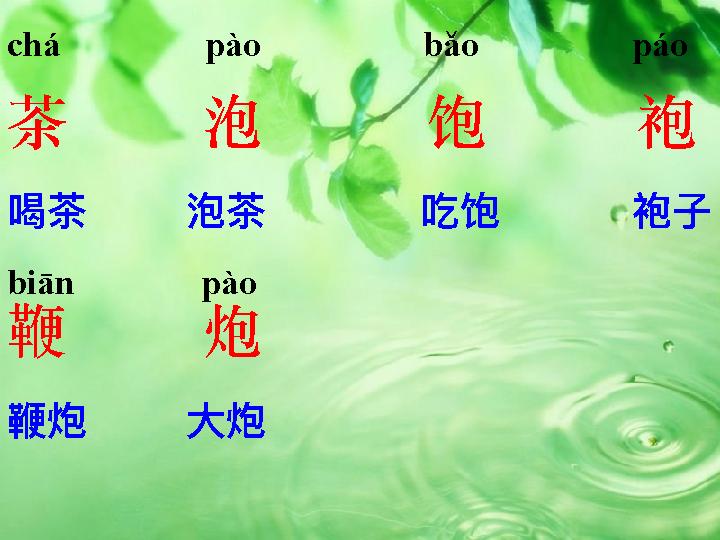 chá pào bǎo páo
茶 泡 饱 袍
喝茶 泡茶 吃饱 袍子
biān pào
鞭 炮
鞭炮 大炮